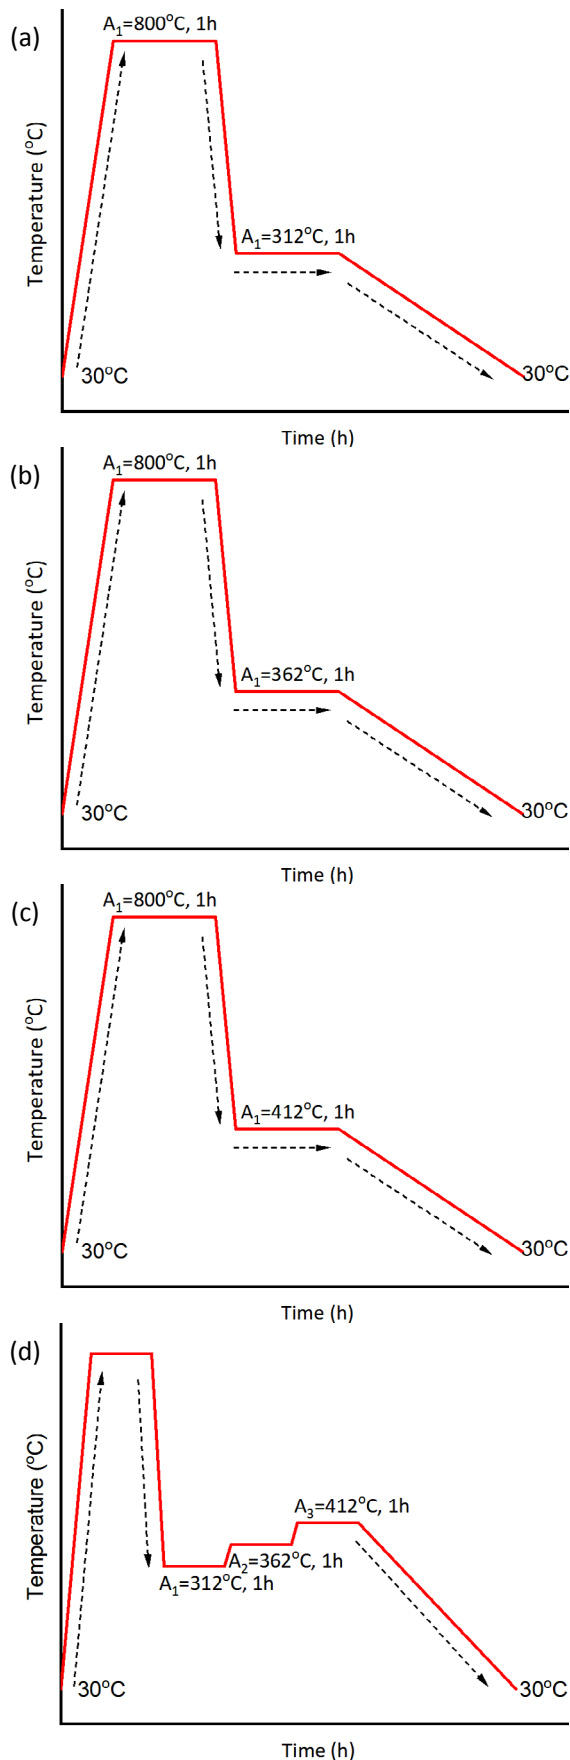 (a)
A₁=800°C, 1h
Temperature (°C)
A₁=312°C, 1h
30°C
30°C
Time (h)
(b)
A₁=800°C, 1h
Temperature (°C)
A₁=362°C, 1h
30°C
30°C
Time (h)
(c)
A₁=800°C, 1h
Temperature (°C)
A₁=412°C, 1h
30°C
30°C
Time (h)
(d)
Temperature (°C)
A₃=412°C, 1h
A₂=362°C, 1h
A₁=312°C, 1h
30°C
30°C
Time (h)